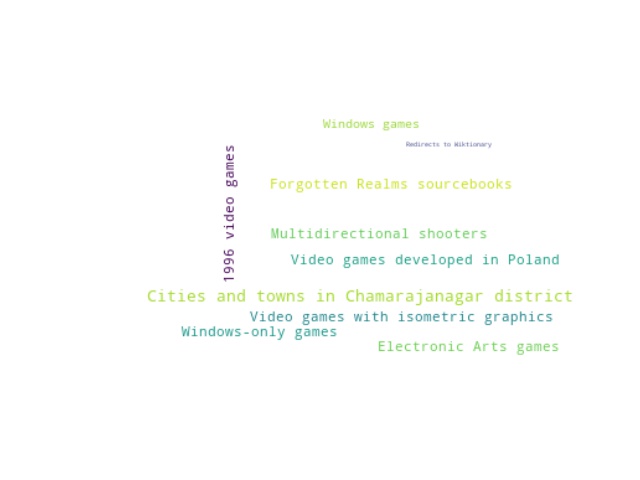 Windows games
Redirects to Wiktionary
1996 video games
Forgotten Realms sourcebooks
Multidirectional shooters
Video games developed in Poland
Cities and towns in Chamarajanagar district
Video games with isometric graphics
Windows-only games
Electronic Arts games